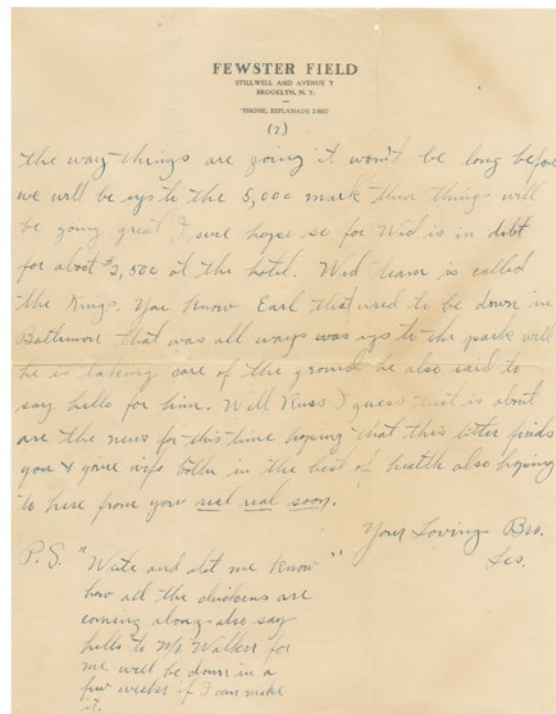 FEWSTER FIELD
STILLWELL AND AVENUE Y
BROOKLYN, N. Y.
'PHONE, ESPLANADE
(2)
the way things are going it won't be long before
we will be up to the 5,000 mark then things will
be going great I sure hope so for Wid is in debt
for about $2,500 at the hotel. Wid team is called
the Kings. You know Earl that used to be down in
Baltimore that was all ways was up to the park will
he is taking care of the ground he also said to
say hello for him. Well Russ I guess that is about
are the news for this time hoping that this litter finds
you & youre wife both in the best of health also hoping
to here from you real real soon.
Your Loving Bro.
Les.
P.S. "Write and let me know"
how all the chickens are
coming along also say
hello to Mr. Walker for
me will be down in a
few weeks if I can make
it.